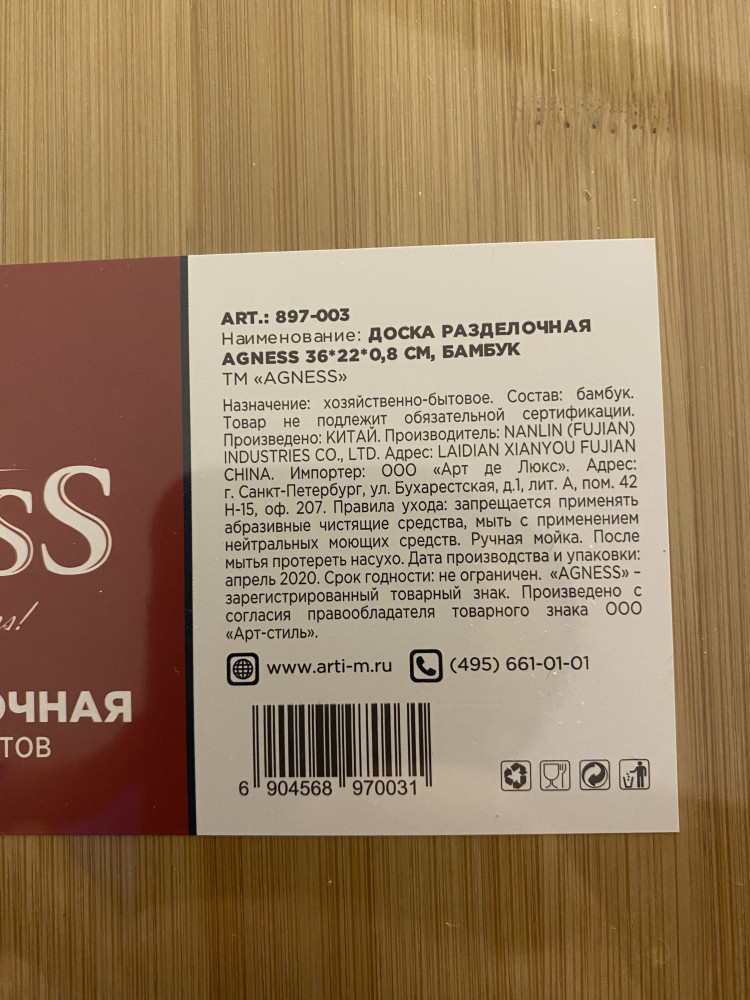 ART.: 897-003
Наименование: ДОСКА РАЗДЕЛОЧНАЯ
AGNESS 36*22*0,8 СМ, БАМБУК
ТМ «AGNESS»
Назначение: хозяйственно-бытовое. Состав: бамбук.
Товар не подлежит обязательной сертификации.
Произведено: КИТАЙ. Производитель: NANLIN (FUJIAN)
INDUSTRIES CO., LTD. Адрес: LAIDIAN XIANYOU FUJIAN
CHINA. Импортер: ООО «Арт де Люкс». Адрес:
г. Санкт-Петербург, ул. Бухарестская, д.1, лит. А, пом. 42
Н-15, оф. 207. Правила ухода: запрещается применять
абразивные чистящие средства, мыть с применением
нейтральных моющих средств. Ручная мойка. После
мытья протереть насухо. Дата производства и упаковки:
апрель 2020. Срок годности: не ограничен. «AGNESS» –
зарегистрированный товарный знак. Произведено с
согласия правообладателя товарного знака ООО
«Арт-стиль».
www.arti-m.ru (495) 661-01-01
6 904568 970031
ss
s!
ОЧНАЯ
ТОВ